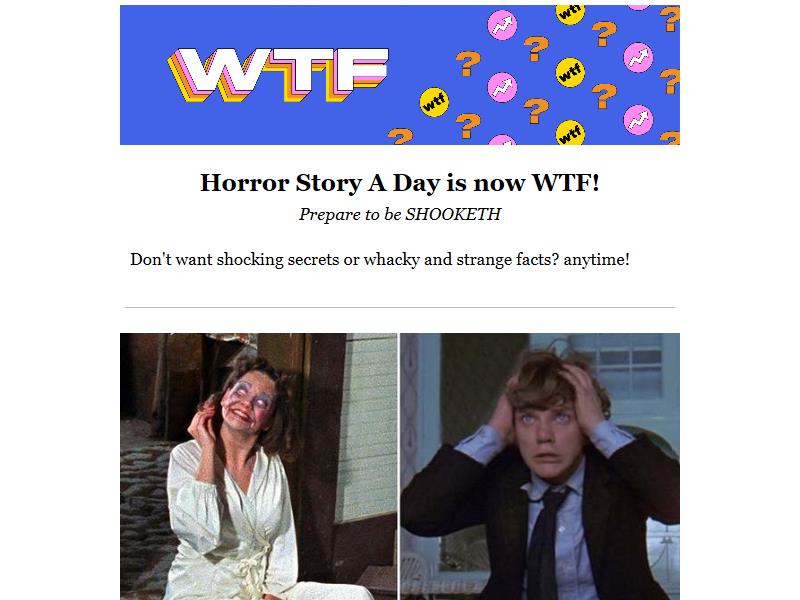 WTF
wtf
wtf
wtf
wtf
?
?
?
?
?
?
?
?
?
Horror Story A Day is now WTF!
Prepare to be SHOOKETH
Don't want shocking secrets or whacky and strange facts? anytime!